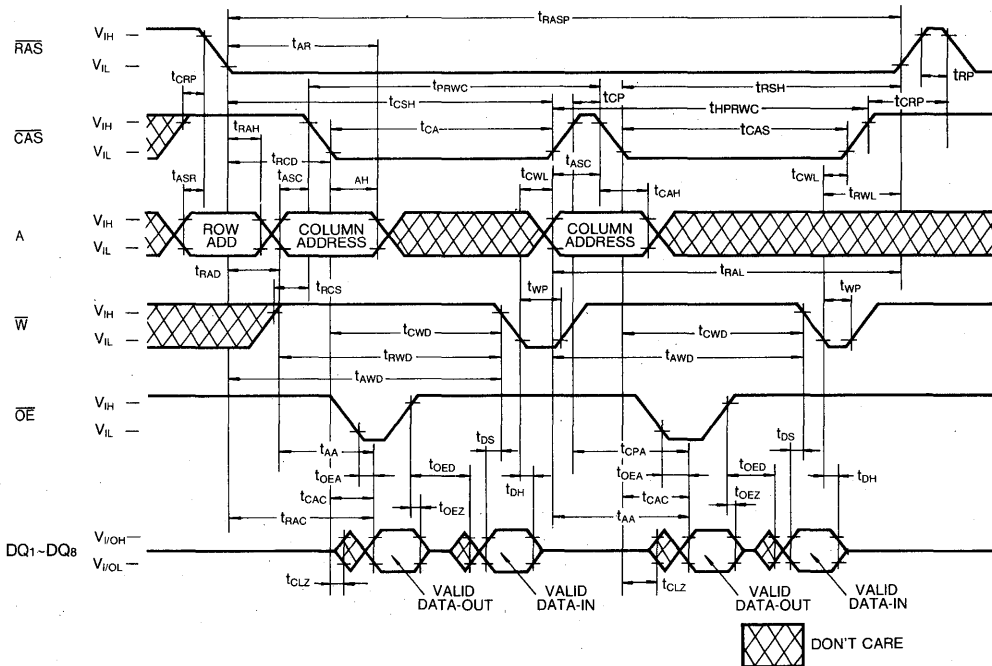 tRASP
RAS
VIH
VIL
tAR
tCRP
tRP
tPRWC
tCP
tRSH
tCSH
tHPRWC
tCRP
CAS
VIH
VIL
tRAH
tCA
tCAS
tRCD
tASR
tASC
AH
tCWL
tASC
tCAH
tCWL
tRWL
A
VIH
VIL
ROW
ADD
COLUMN
ADDRESS
COLUMN
ADDRESS
tRAD
tRAL
tRCS
tWP
tWP
W
VIH
VIL
tCWD
tCWD
tRWD
tAWD
tAWD
OE
VIH
VIL
tAA
tDS
tCPA
tDS
tOEA
tOED
tOEA
tOED
tCAC
tDH
tCAC
tDH
tRAC
tOEZ
tAA
tOEZ
DQ1~DQ8
VI/OH
VI/OL
tCLZ
tCLZ
VALID
DATA-OUT
VALID
DATA-IN
VALID
DATA-OUT
VALID
DATA-IN
DON'T CARE